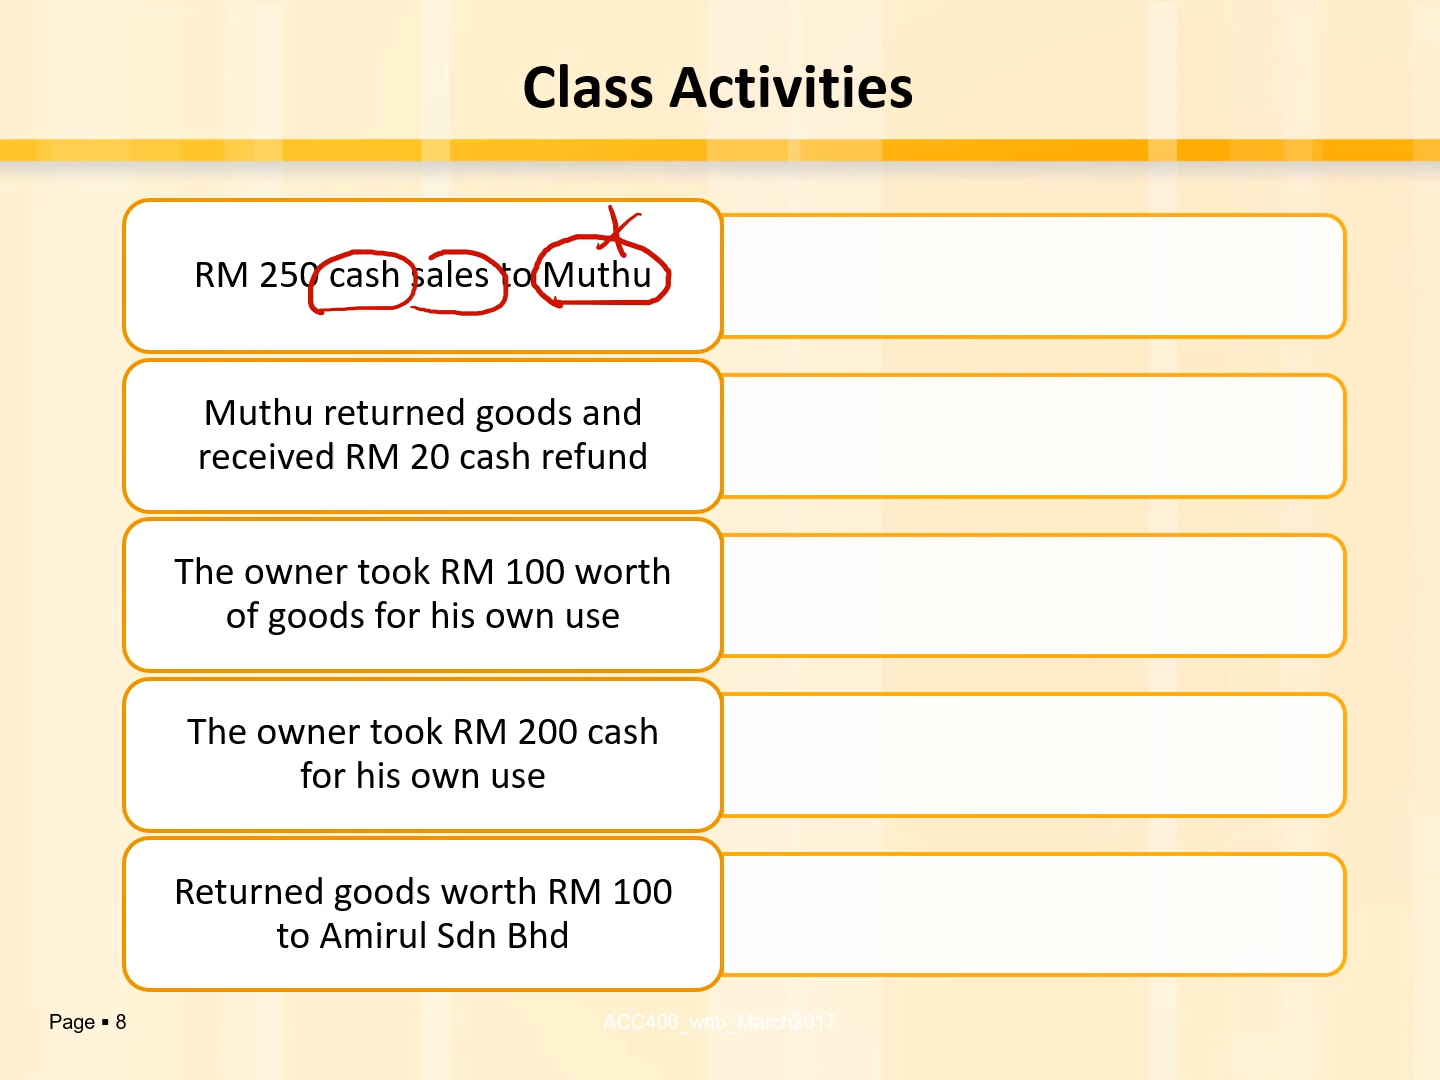 Class Activities
RM 250 cash sales to Muthu
Muthu returned goods and
received RM 20 cash refund
The owner took RM 100 worth
of goods for his own use
The owner took RM 200 cash
for his own use
Returned goods worth RM 100
to Amirul Sdn Bhd
Page ▪ 8
ACC406_wnb_March2017